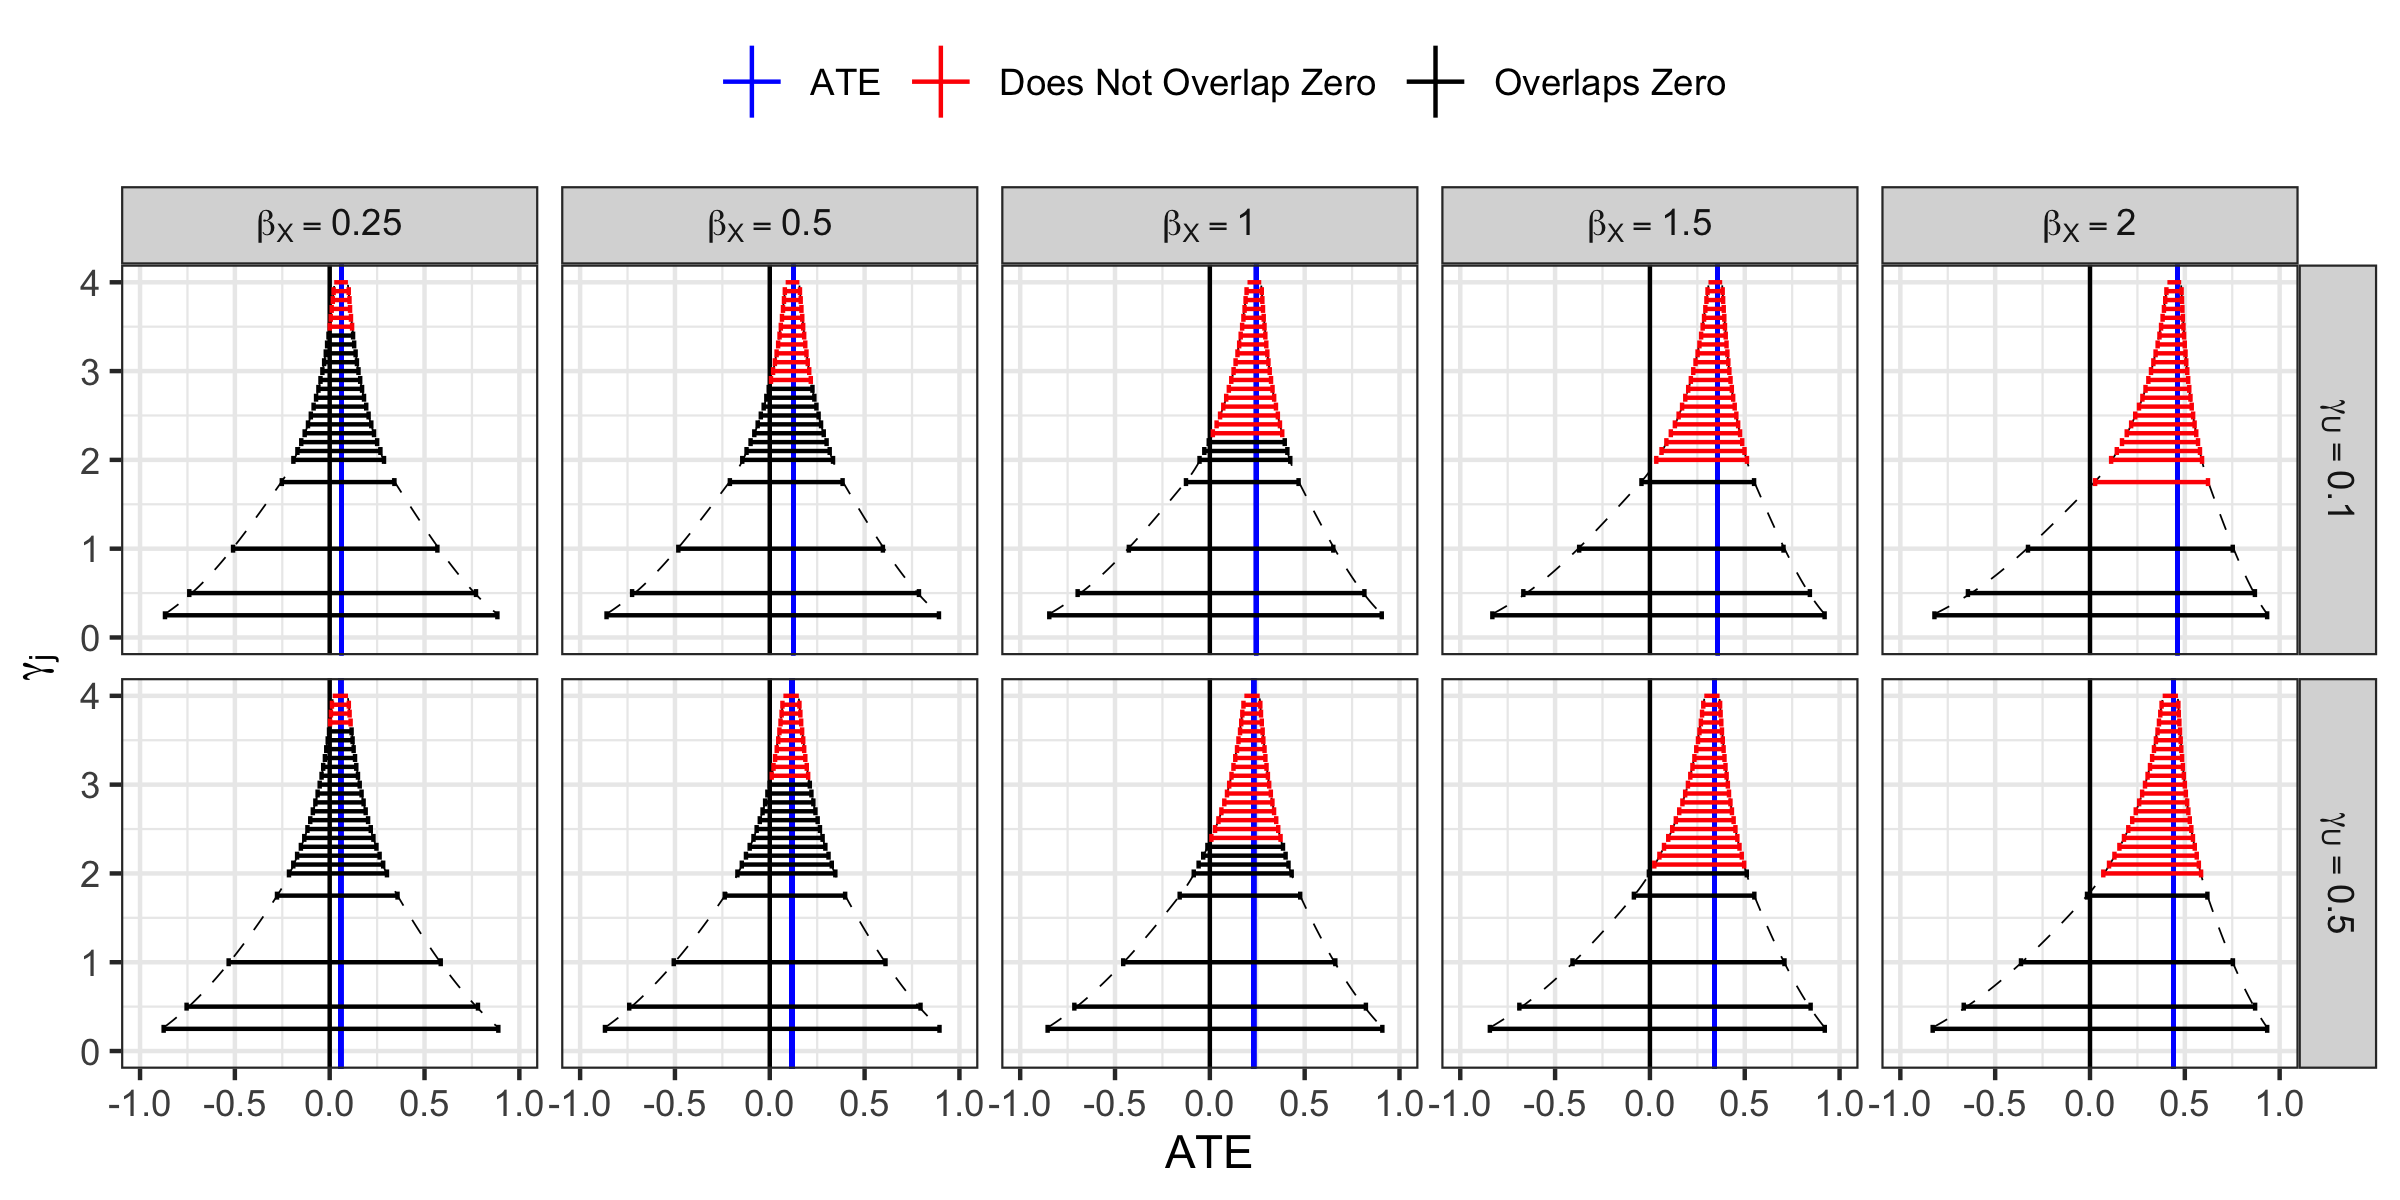 ATE Does Not Overlap Zero Overlaps Zero
βX = 0.25 βX = 0.5 βX = 1 βX = 1.5 βX = 2
4
3
2
1
0
γU = 0.1
γj
4
3
2
1
0
γU = 0.5
-1.0 -0.5 0.0 0.5 1.0 -1.0 -0.5 0.0 0.5 1.0 -1.0 -0.5 0.0 0.5 1.0 -1.0 -0.5 0.0 0.5 1.0 -1.0 -0.5 0.0 0.5 1.0
ATE